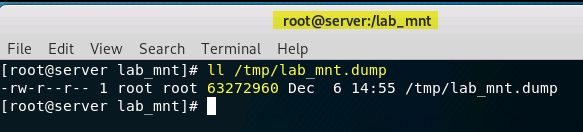 root@server:/lab_mnt
File Edit View Search Terminal Help
[root@server lab_mnt]# ll /tmp/lab_mnt.dump
-rw-r--r-- 1 root root 63272960 Dec  6 14:55 /tmp/lab_mnt.dump
[root@server lab_mnt]#